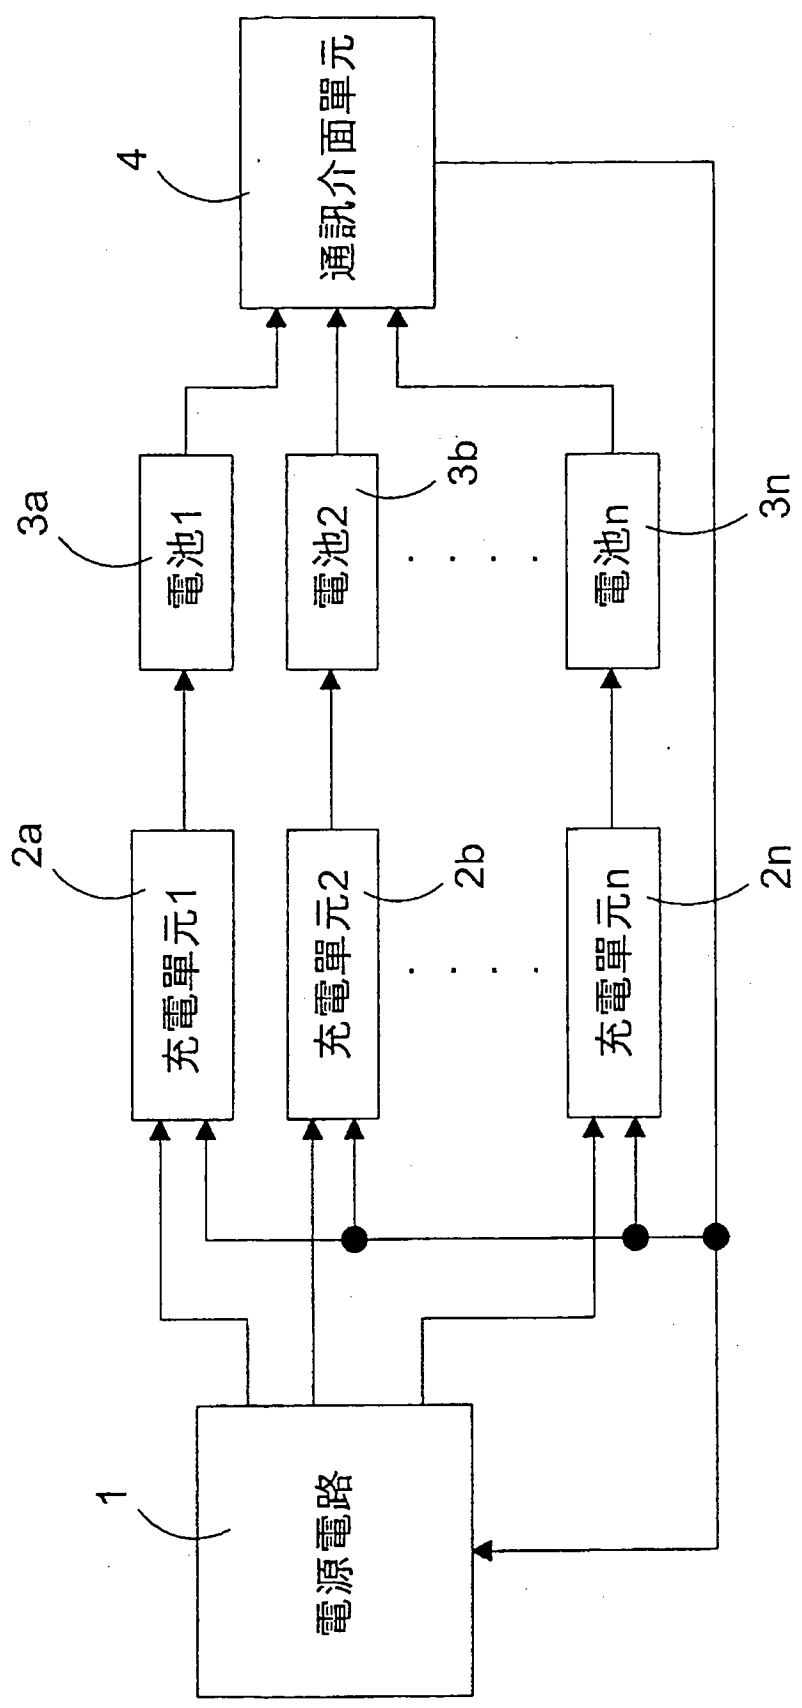 1
電源電路
2a
充電單元1
充電單元2
2b
. . . .
充電單元n
2n
3a
電池1
電池2
3b
. . . .
電池n
3n
4
通訊介面單元